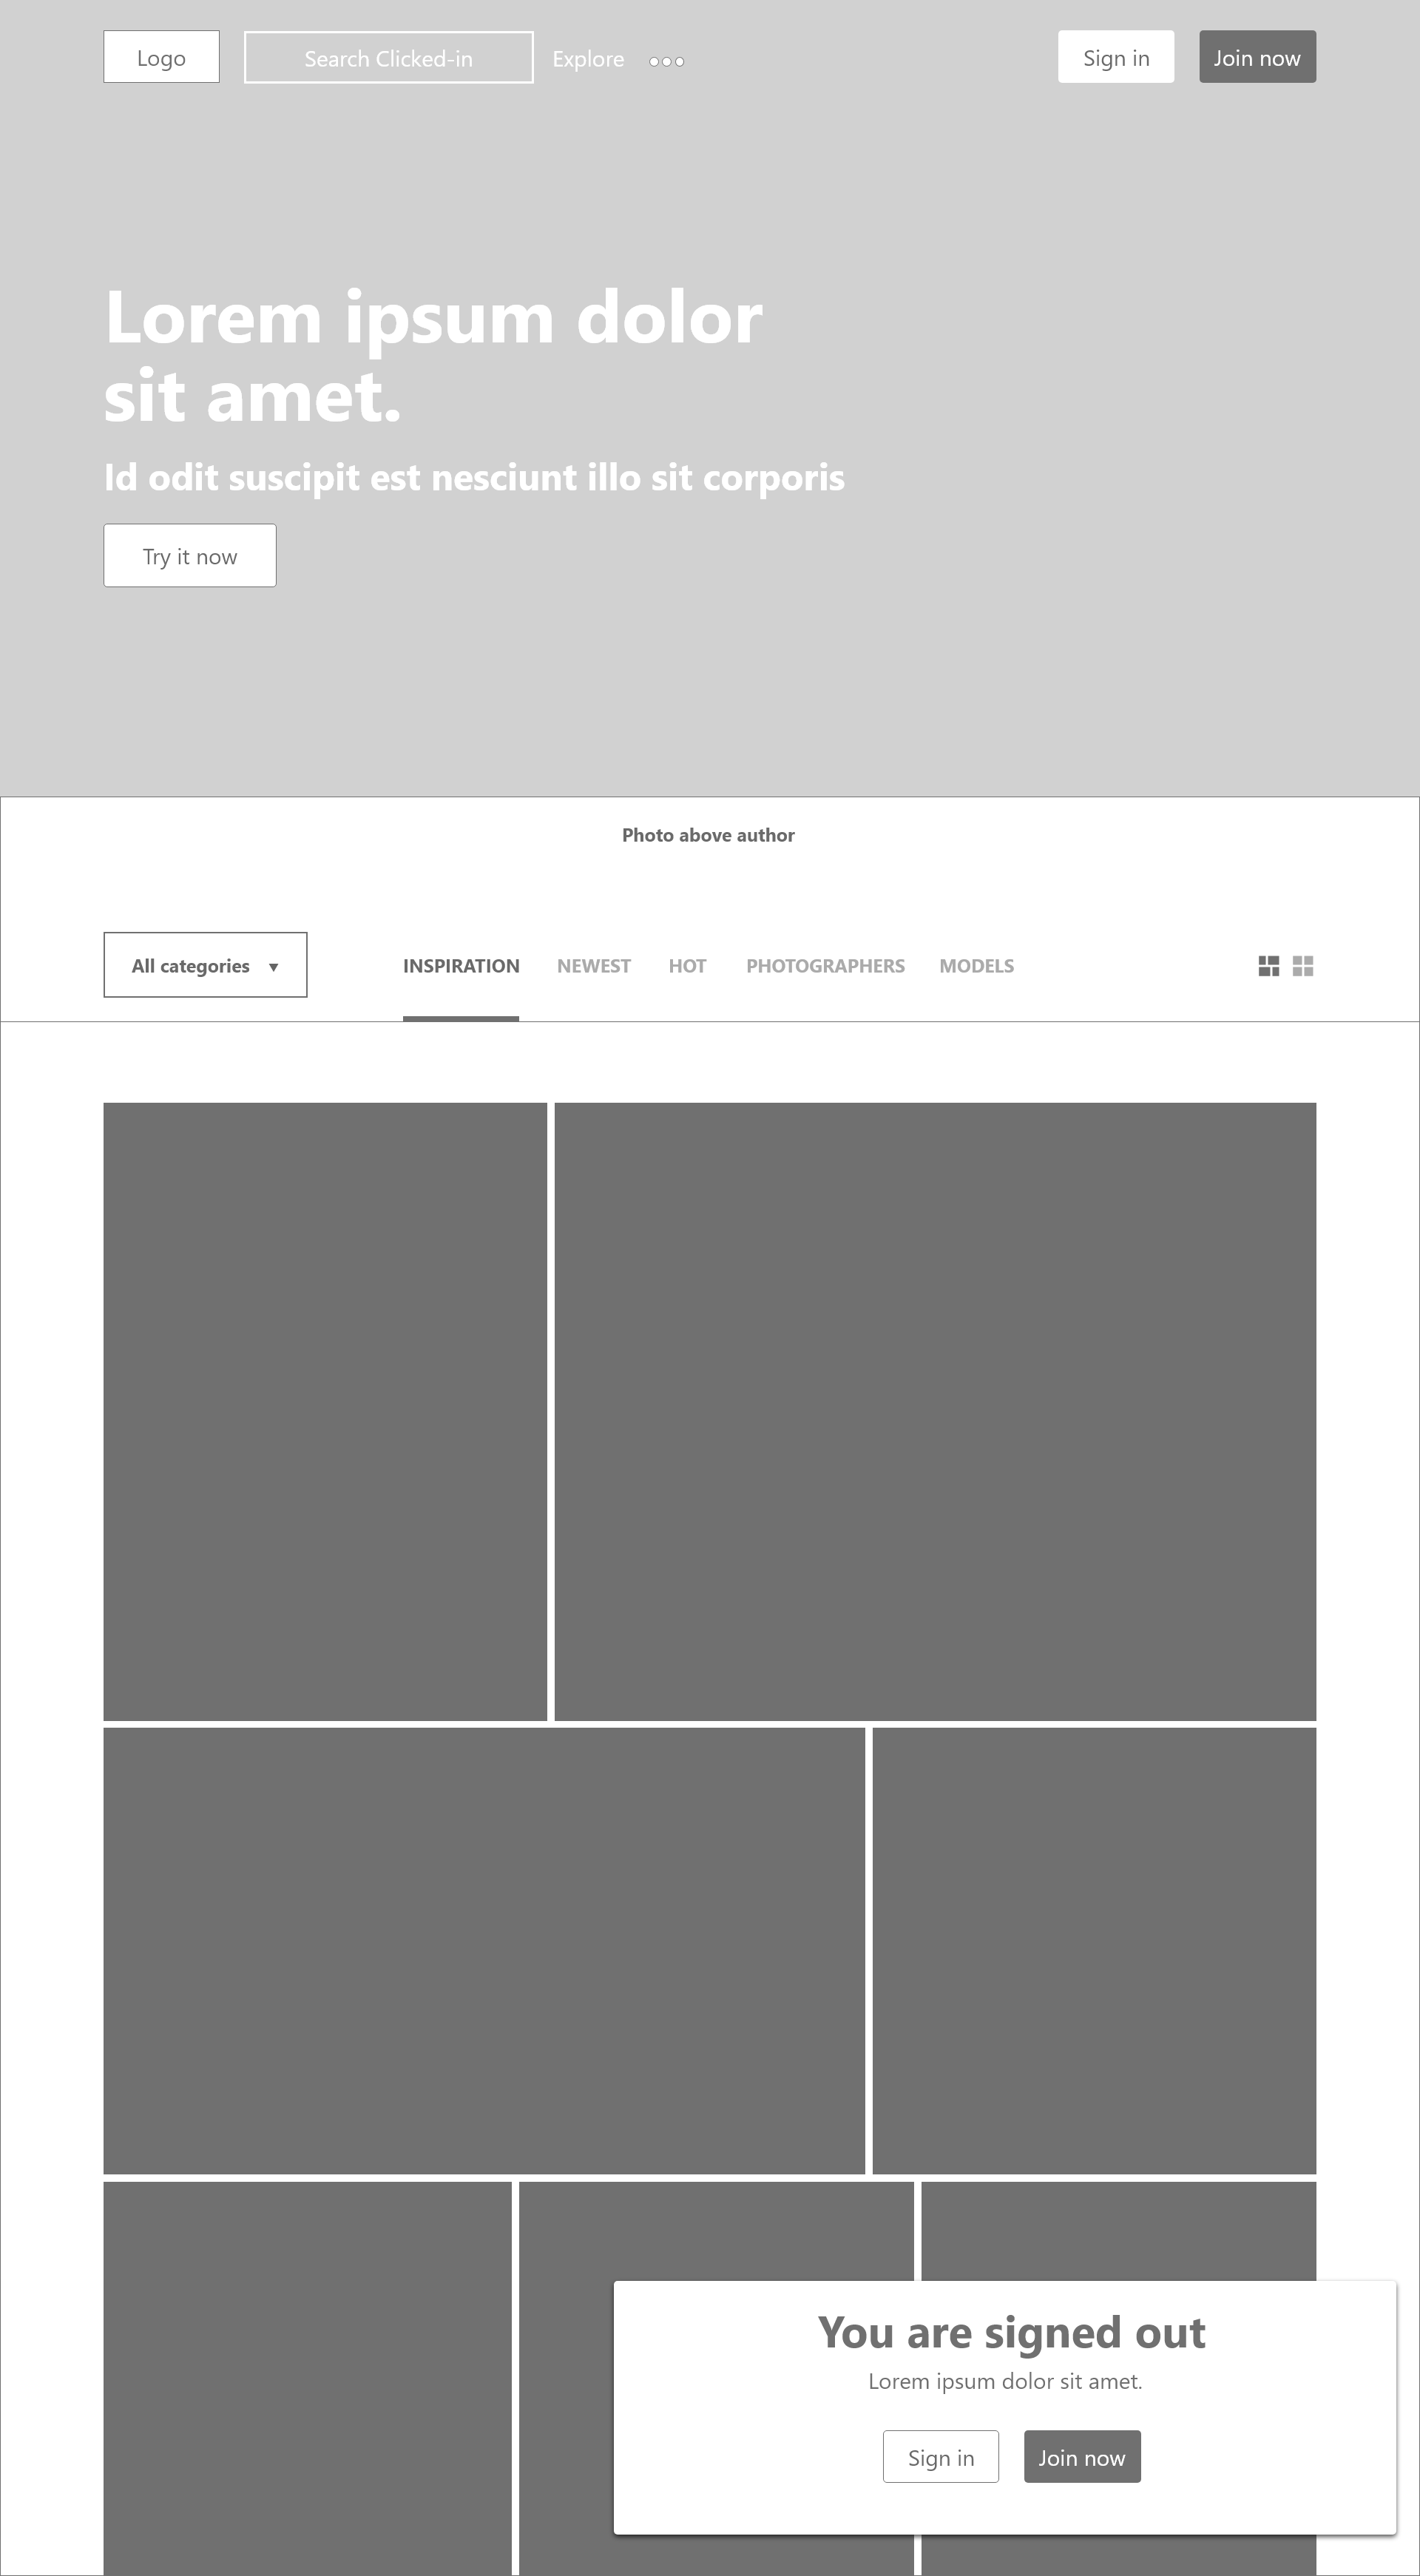 Logo
Search Clicked-in
Explore
Sign in
Join now
Lorem ipsum dolor
sit amet.
Id odit suscipit est nesciunt illo sit corporis
Try it now
Photo above author
All categories
INSPIRATION
NEWEST
HOT
PHOTOGRAPHERS
MODELS
You are signed out
Lorem ipsum dolor sit amet.
Sign in
Join now